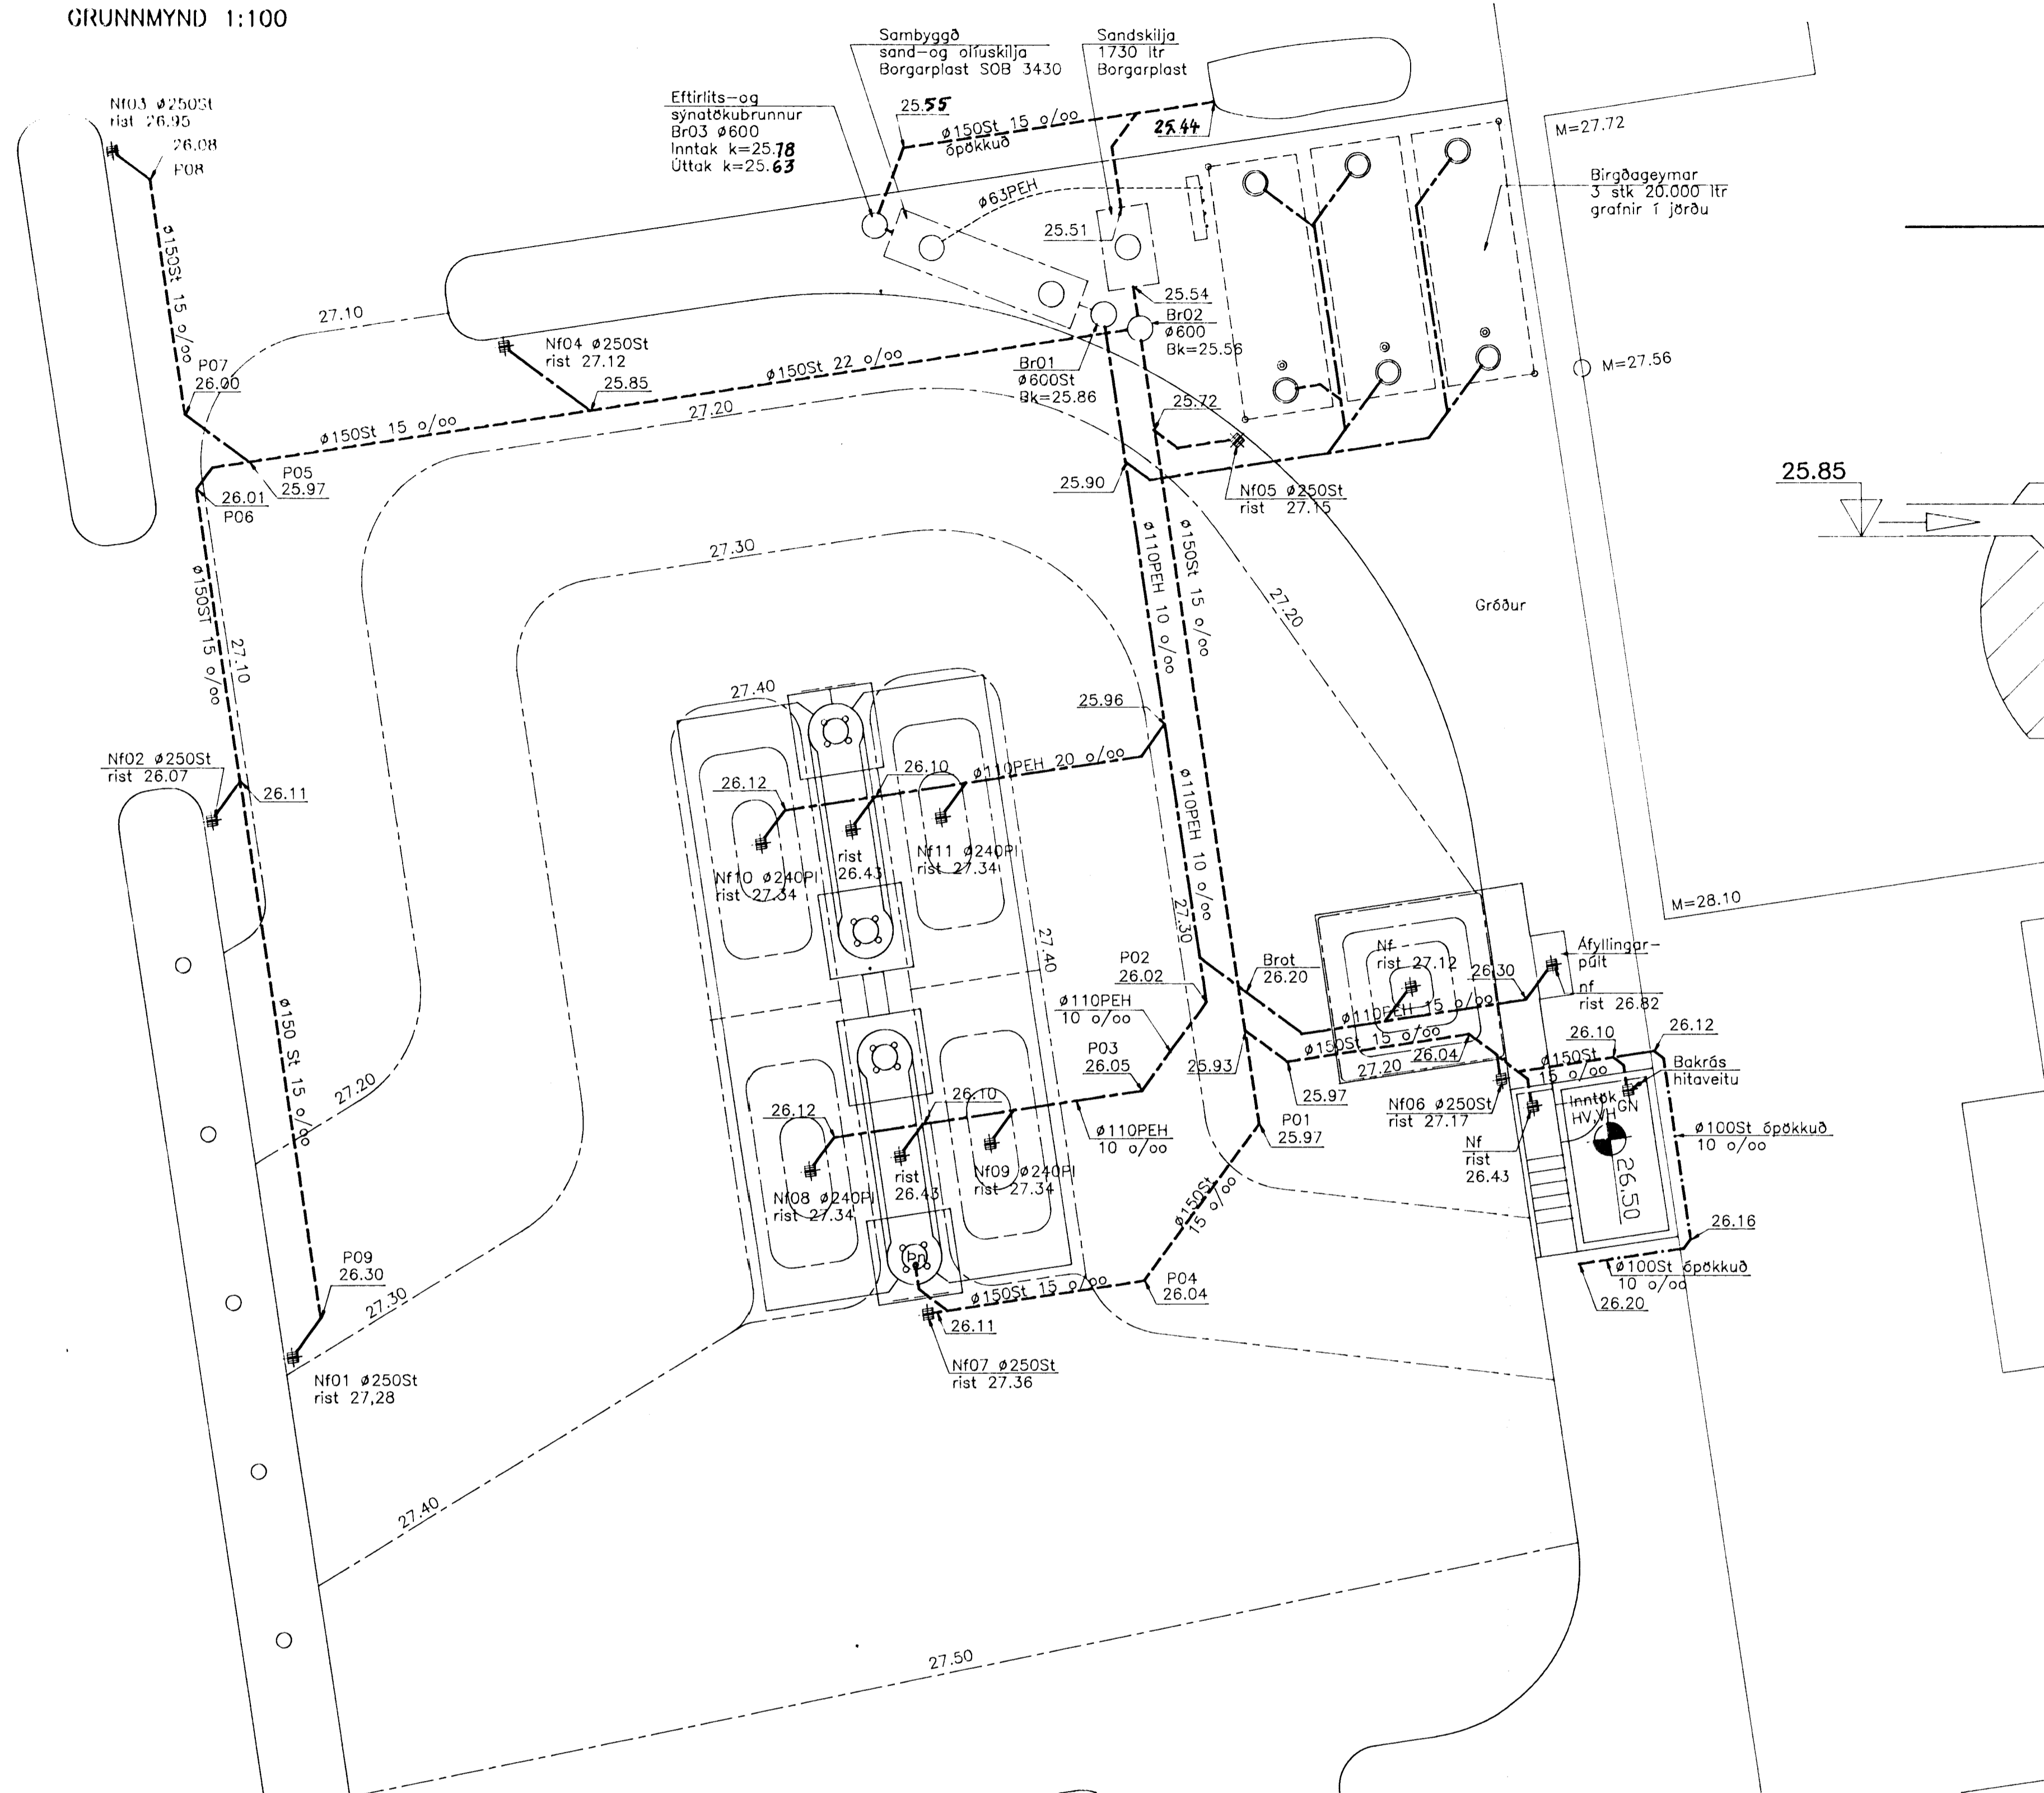 GRUNNMYND 1:100
Sambyggð
sand-og olíuskilja
Borgarplast SOB 3430
Sandskilja
1730 ltr
Borgarplast
Eftirlits-og
sýnatökubrunnur
Br03 ø600
Inntak k=25.78
Úttak k=25.63
25.55
ø150St 15 o/oo
ópökkuð
25.44
Nf03 ø250St
rist 26.95
26.08
P08
M=27.72
Birgðageymar
3 stk 20.000 ltr
grafnir í jörðu
ø63PEH
25.51
ø150St 15 o/oo
27.10
25.54
Br02
ø600
Bk=25.56
Nf04 ø250St
rist 27.12
25.85
ø150St 22 o/oo
Br01
ø600St
Bk=25.86
M=27.56
P07
26.00
27.20
25.72
ø150St 15 o/oo
P05
25.97
26.01
P06
25.90
Nf05 ø250St
rist 27.15
25.85
27.30
ø110PEH 10 o/oo
ø150St 15 o/oo
27.20
Gróður
ø150ST 15 o/oo
27.10
27.40
25.96
Nf02 ø250St
rist 26.07
26.11
26.12
26.10
ø110PEH 20 o/oo
ø110PEH 10 o/oo
rist
26.43
Nf11 ø240Pl
rist 27.34
Nf10 ø240Pl
rist 27.34
M=28.10
27.30
27.40
P02
26.02
Brot
26.20
Nf
rist 27.12
26.30
Áfyllingar-
púlt
nf
rist 26.82
ø110PEH
10 o/oo
ø110PEH 15 o/oo
ø150St 15 o/oo
26.04
26.10
26.12
ø150 St 15 o/oo
P03
26.05
25.93
27.20
ø150St
15 o/oo
Bakrás
hitaveitu
27.20
25.97
Nf06 ø250St
rist 27.17
Inntök
HV,VH
GN
26.12
26.10
ø110PEH
10 o/oo
P01
25.97
Nf
rist
26.43
ø100St ópökkuð
10 o/oo
Nf08 ø240Pl
rist 27.34
rist
26.43
Nf09 ø240Pl
rist 27.34
26.50
ø150St
15 o/oo
26.16
P09
26.30
Þn
ø150St 15 o/oo
P04
26.04
ø100St ópökkuð
10 o/oo
26.20
27.30
26.11
Nf07 ø250St
rist 27.36
Nf01 ø250St
rist 27,28
27.40
27.50